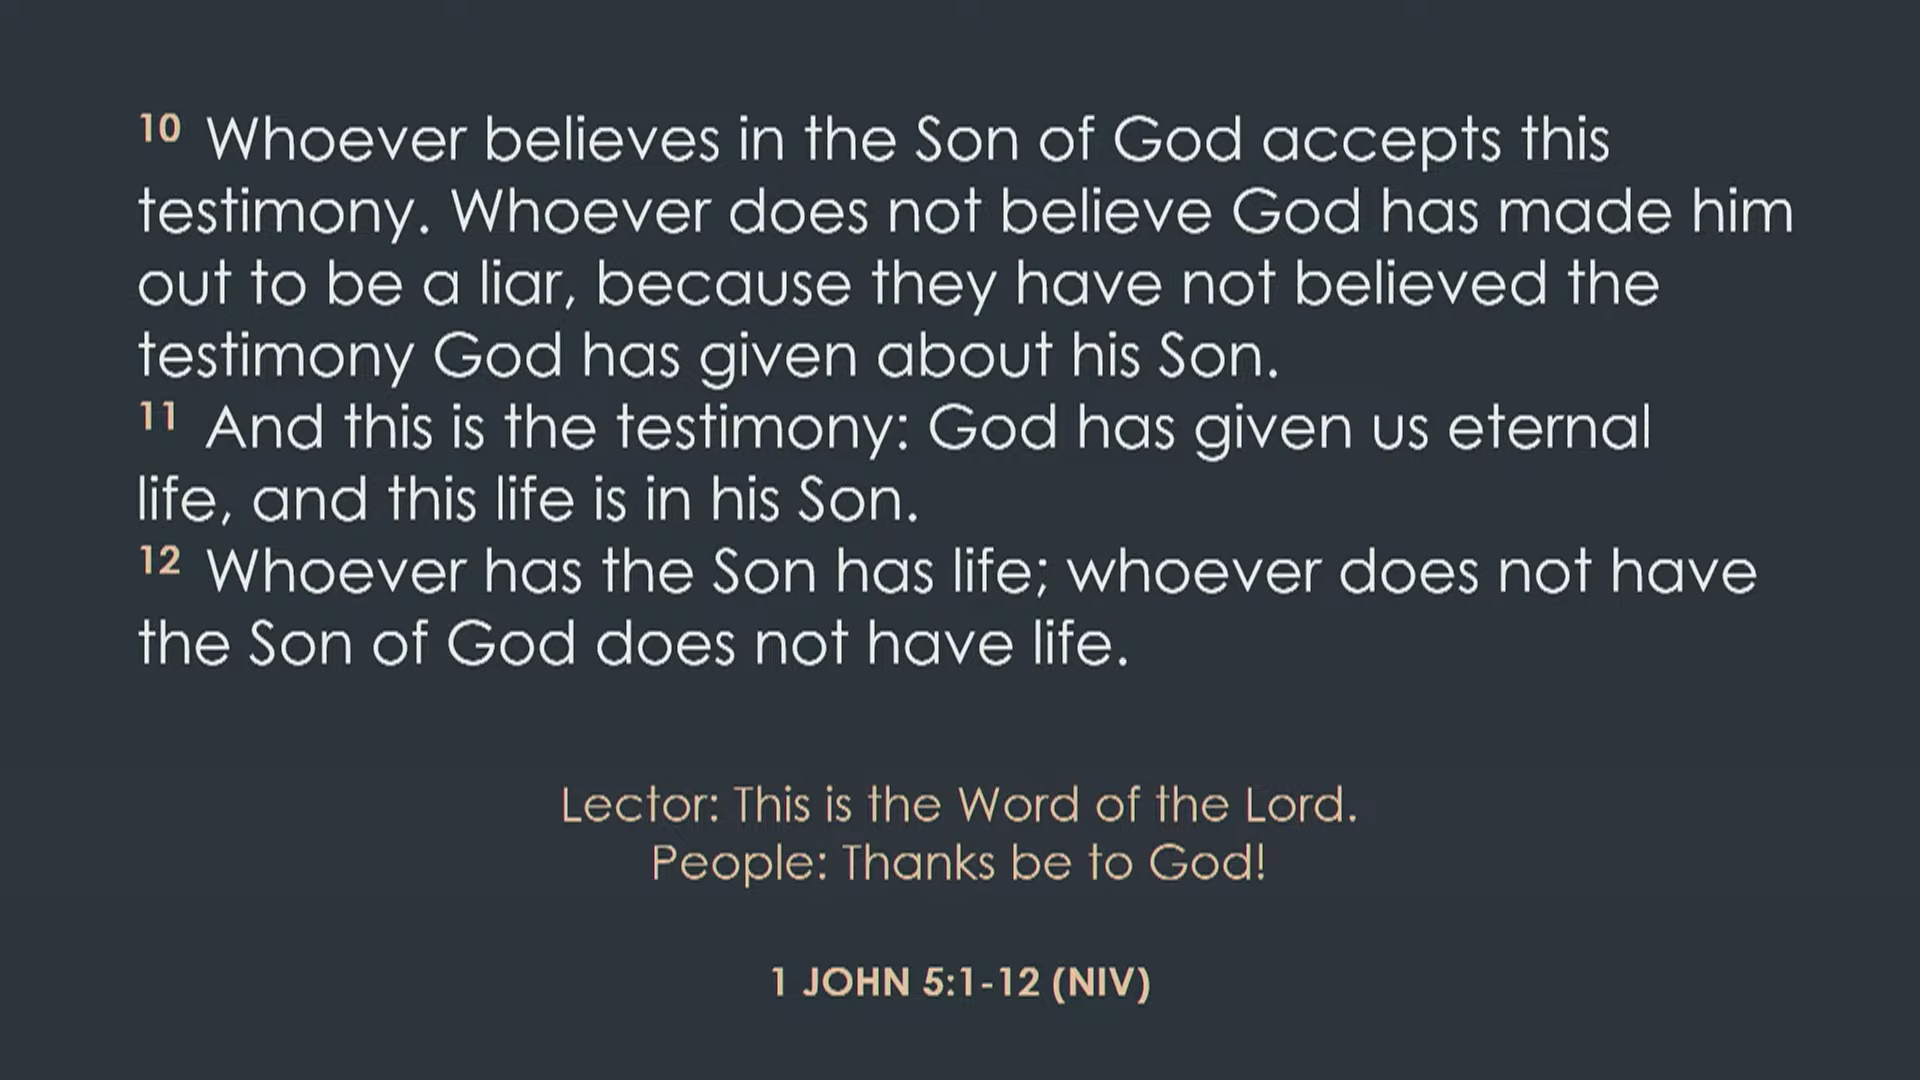 10 Whoever believes in the Son of God accepts this
testimony. Whoever does not believe God has made him
out to be a liar, because they have not believed the
testimony God has given about his Son.
11 And this is the testimony: God has given us eternal
life, and this life is in his Son.
12 Whoever has the Son has life; whoever does not have
the Son of God does not have life.
Lector: This is the Word of the Lord.
People: Thanks be to God!
1 JOHN 5:1-12 (NIV)